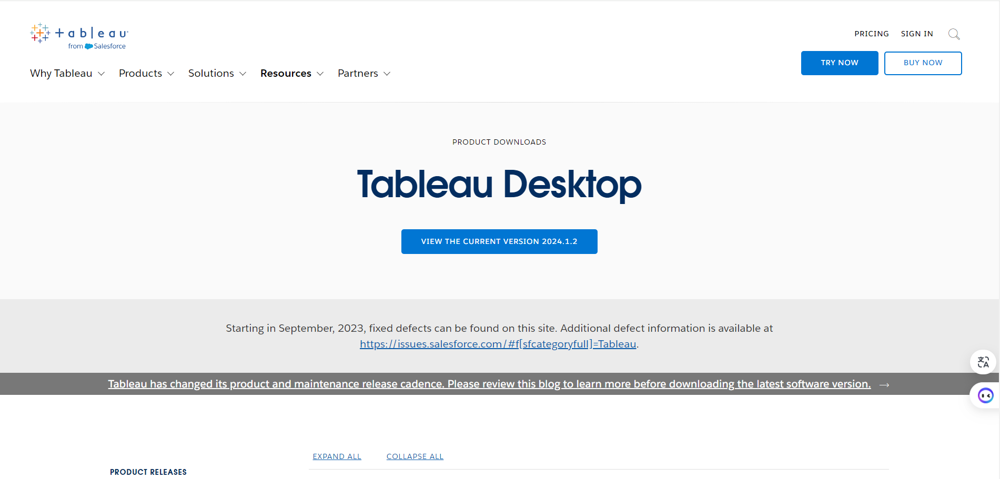 +ableau
from Salesforce
PRICING
SIGN IN
Why Tableau
Products
Solutions
Resources
Partners
TRY NOW
BUY NOW
PRODUCT DOWNLOADS
Tableau Desktop
VIEW THE CURRENT VERSION 2024.1.2
Starting in September, 2023, fixed defects can be found on this site. Additional defect information is available at
https://issues.salesforce.com/#f[sfcategoryfull]=Tableau.
Tableau has changed its product and maintenance release cadence. Please review this blog to learn more before downloading the latest software version. →
EXPAND ALL
COLLAPSE ALL
PRODUCT RELEASES